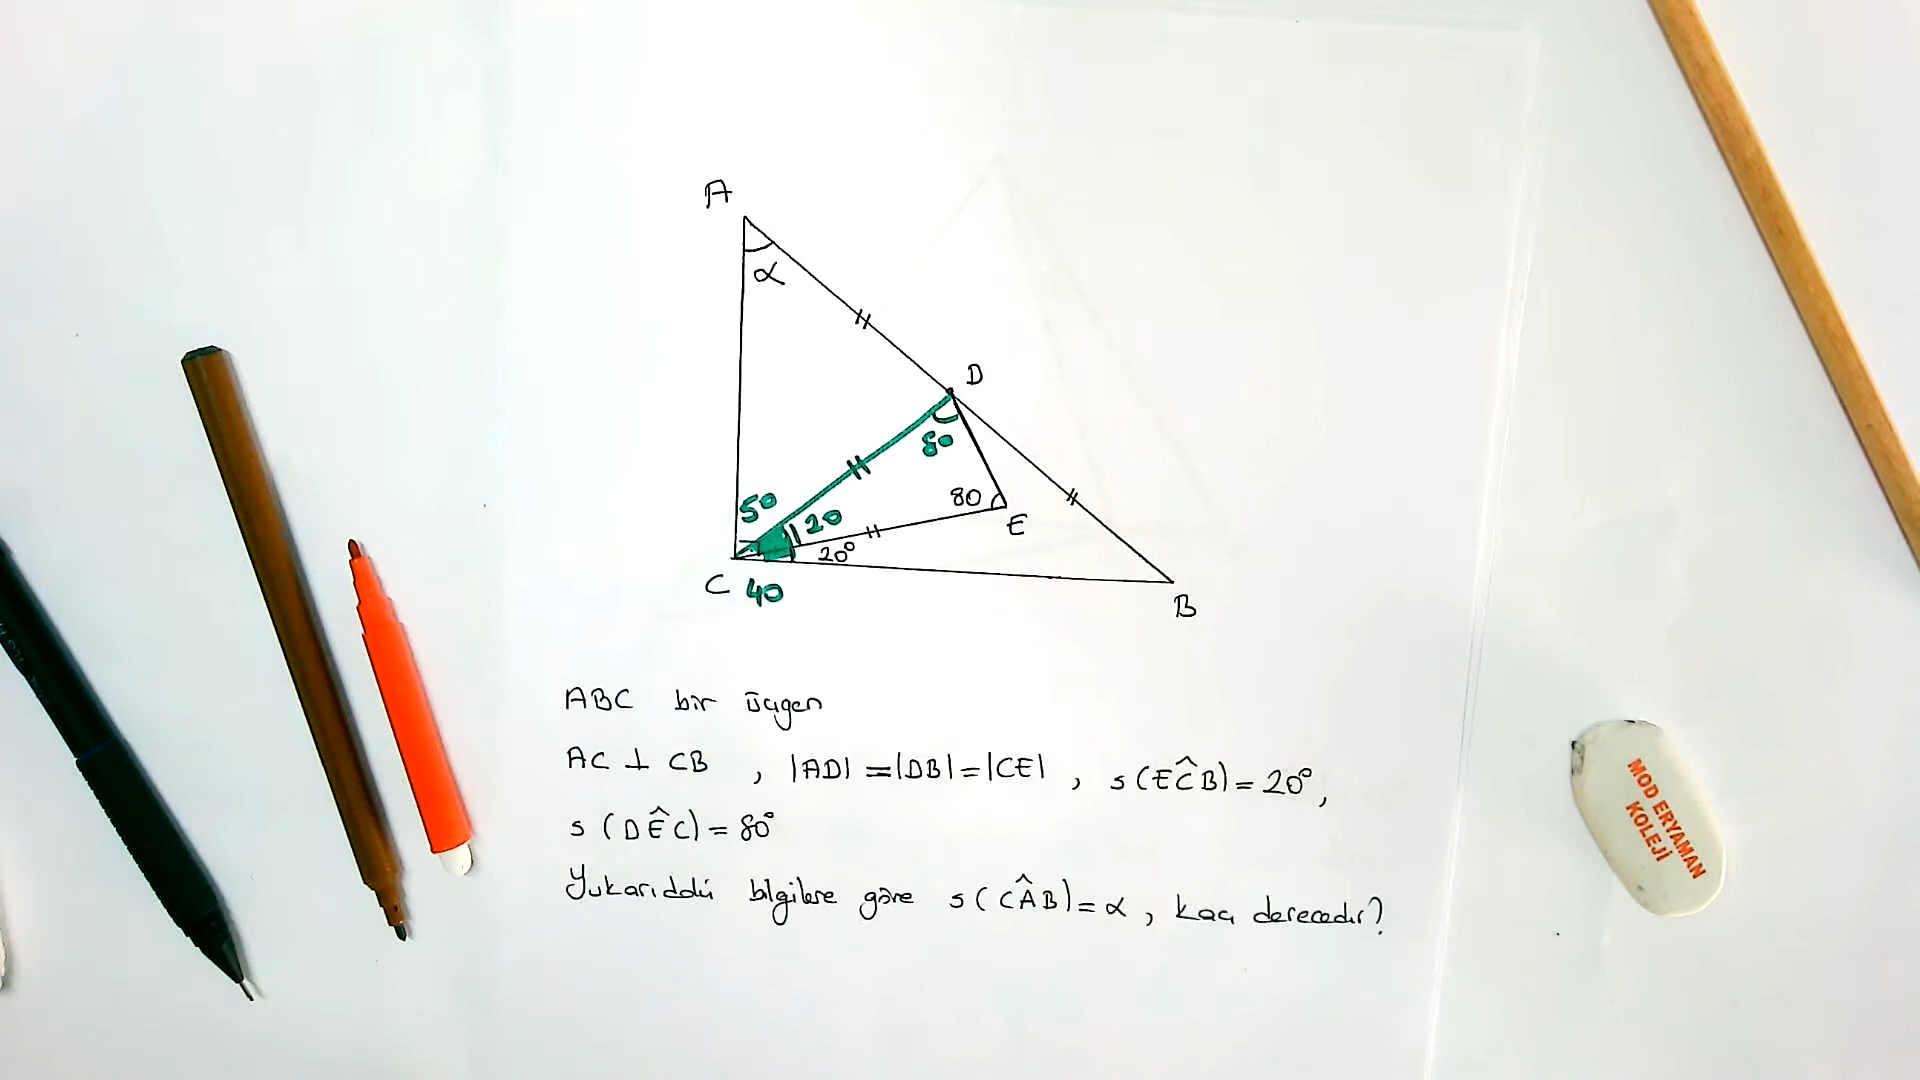 A
α
D
80
50
80
20
E
20°
C 40
B
ABC bir üçgen
AC ⊥ CB , |AD| = |DB| = |CE| , s(EĈB) = 20°,
s(DÊC) = 80°
Yukarıdaki bilgilere göre s(CÂB) = α , kaç derecedir?
MOD ERYAMAN
KOLEJİ